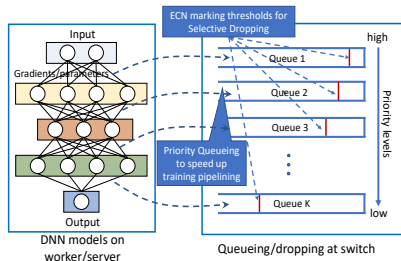 Input
Gradients/parameters
Output
DNN models on
worker/server
ECN marking thresholds for
Selective Dropping
high
Queue 1
Queue 2
Queue 3
Priority levels
Priority Queueing
to speed up
training pipelining
Queue K
low
Queueing/dropping at switch